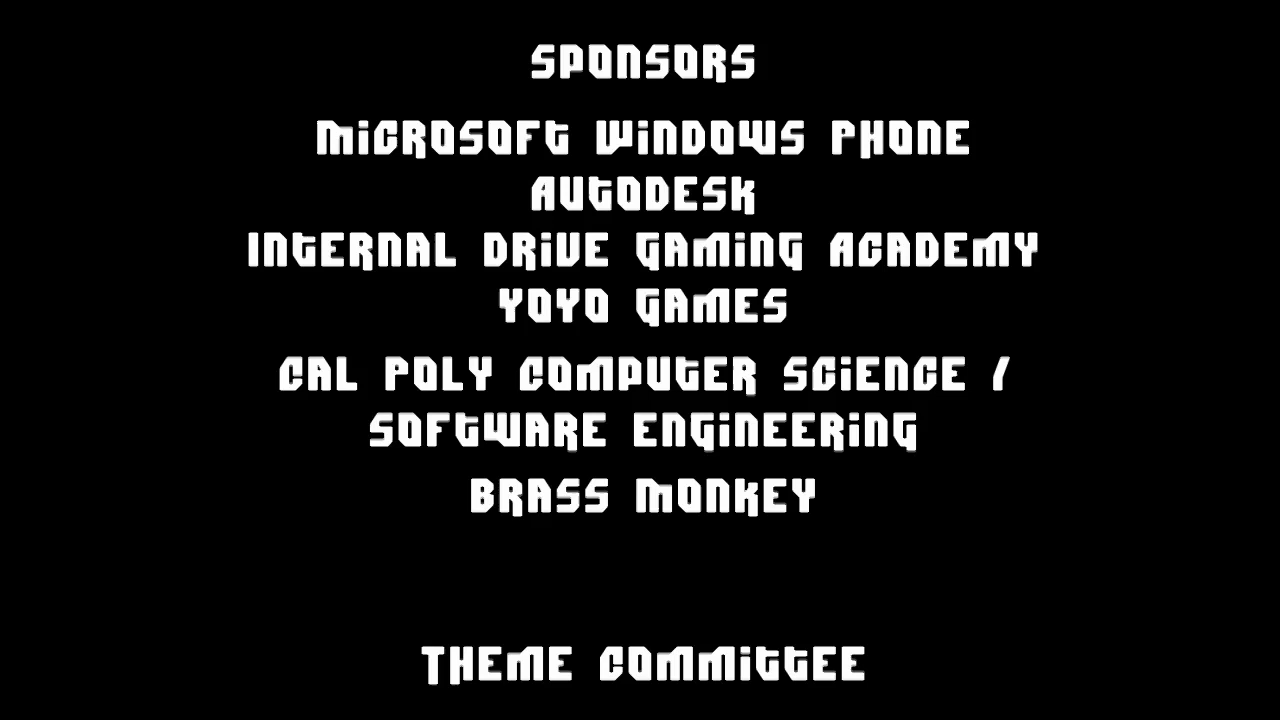 SPONSORS
MICROSOFT WINDOWS PHONE
AUTODESK
INTERNAL DRIVE GAMING ACADEMY
YOYO GAMES
CAL POLY COMPUTER SCIENCE /
SOFTWARE ENGINEERING
BRASS MONKEY
THEME COMMITTEE